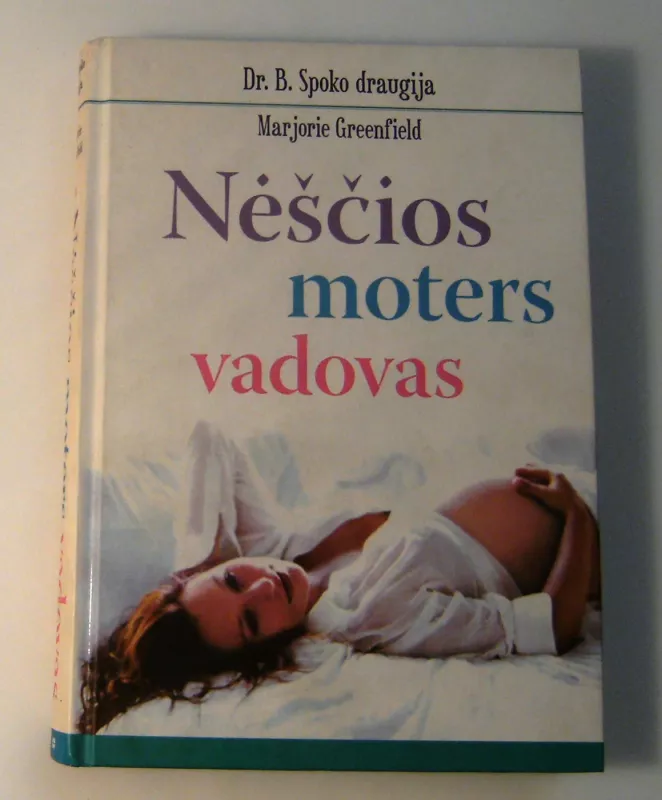 Dr. B. Spoko draugija
Marjorie Greenfield
Nėščios
moters
vadovas